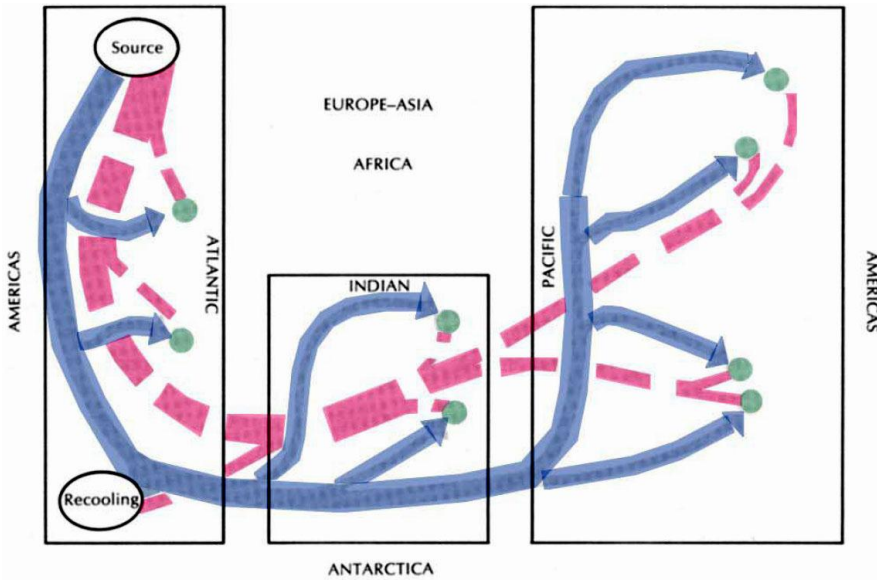 Source
EUROPE–ASIA
AFRICA
AMERICAS
ATLANTIC
INDIAN
PACIFIC
AMERICAS
Recooling
ANTARCTICA